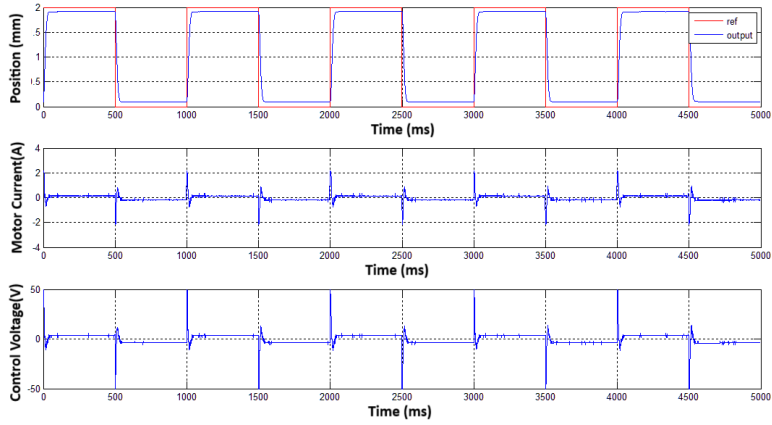 2
1.5
1
0.5
0
Position (mm)
ref
output
0 500 1000 1500 2000 2500 3000 3500 4000 4500 5000
Time (ms)
4
2
0
-2
-4
Motor Current(A)
0 500 1000 1500 2000 2500 3000 3500 4000 4500 5000
Time (ms)
50
0
-50
Control Voltage(V)
0 500 1000 1500 2000 2500 3000 3500 4000 4500 5000
Time (ms)